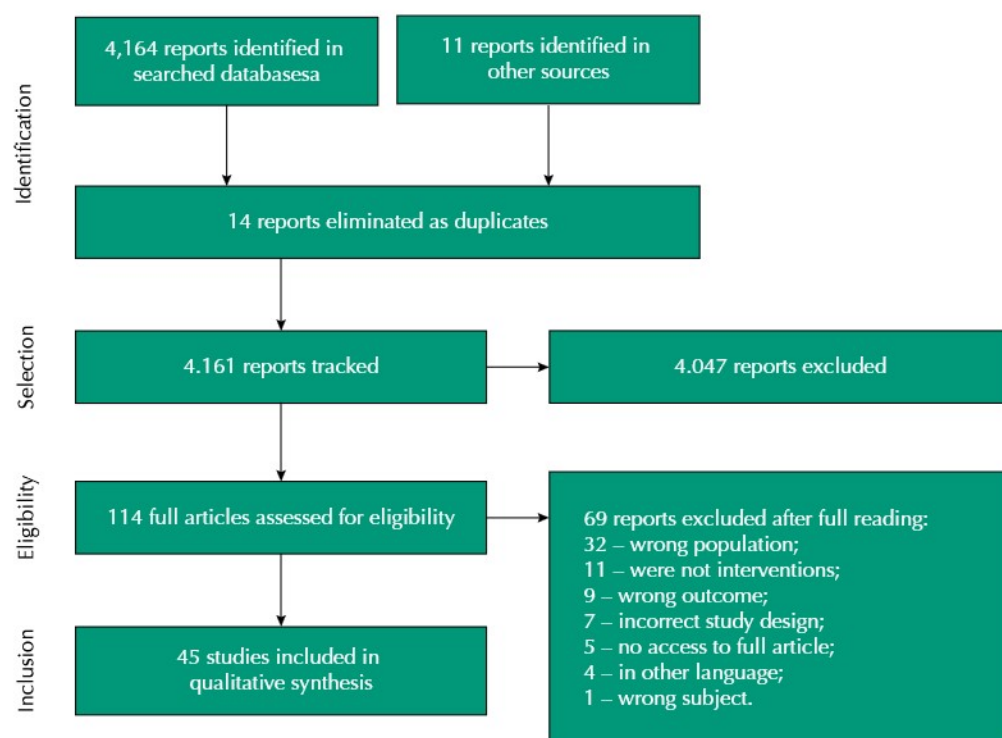 Identification
4,164 reports identified in
searched databasesa
11 reports identified in
other sources
14 reports eliminated as duplicates
Selection
4.161 reports tracked
4.047 reports excluded
Eligibility
114 full articles assessed for eligibility
69 reports excluded after full reading:
32 – wrong population;
11 – were not interventions;
9 – wrong outcome;
7 – incorrect study design;
5 – no access to full article;
4 – in other language;
1 – wrong subject.
Inclusion
45 studies included in
qualitative synthesis